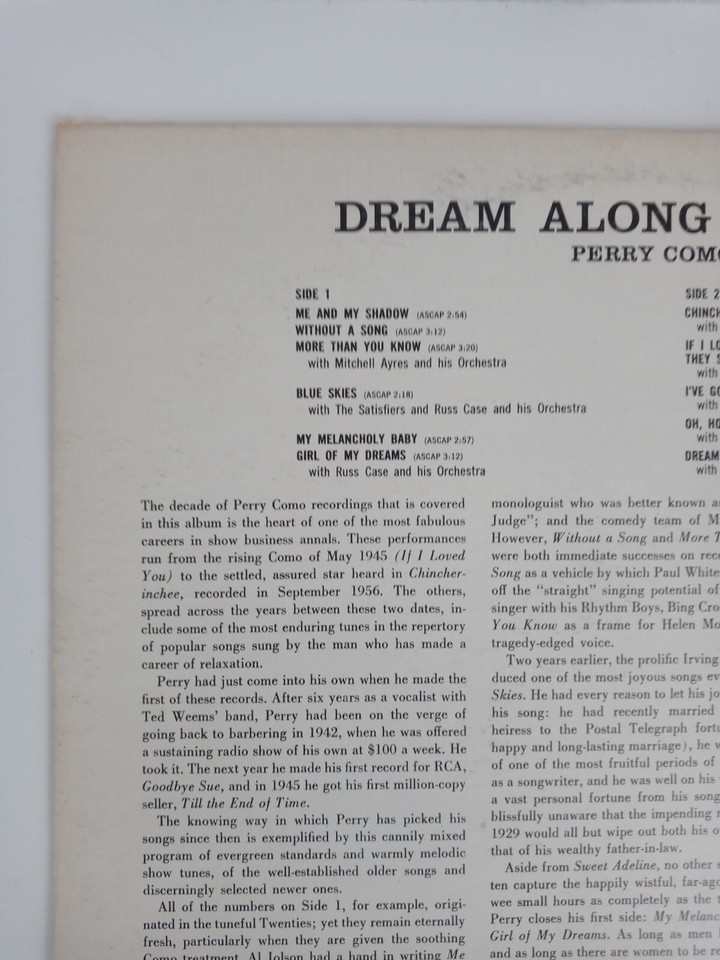 DREAM ALONG
PERRY COMO
SIDE 1
ME AND MY SHADOW (ASCAP 2:54)
WITHOUT A SONG (ASCAP 3:12)
MORE THAN YOU KNOW (ASCAP 3:20)
with Mitchell Ayres and his Orchestra
BLUE SKIES (ASCAP 2:18)
with The Satisfiers and Russ Case and his Orchestra
MY MELANCHOLY BABY (ASCAP 2:57)
GIRL OF MY DREAMS (ASCAP 3:12)
with Russ Case and his Orchestra
SIDE 2
CHINCH
with
IF I LO
THEY S
with
I'VE GO
with
OH, HO
with
DREAM
with
The decade of Perry Como recordings that is covered
in this album is the heart of one of the most fabulous
careers in show business annals. These performances
run from the rising Como of May 1945 (If I Loved
You) to the settled, assured star heard in Chincher-
inchee, recorded in September 1956. The others,
spread across the years between these two dates, in-
clude some of the most enduring tunes in the repertory
of popular songs sung by the man who has made a
career of relaxation.
Perry had just come into his own when he made the
first of these records. After six years as a vocalist with
Ted Weems' band, Perry had been on the verge of
going back to barbering in 1942, when he was offered
a sustaining radio show of his own at $100 a week. He
took it. The next year he made his first record for RCA,
Goodbye Sue, and in 1945 he got his first million-copy
seller, Till the End of Time.
The knowing way in which Perry has picked his
songs since then is exemplified by this cannily mixed
program of evergreen standards and warmly melodic
show tunes, of the well-established older songs and
discerningly selected newer ones.
All of the numbers on Side 1, for example, origi-
nated in the tuneful Twenties; yet they remain eternally
fresh, particularly when they are given the soothing
Como treatment. Al Jolson had a hand in writing Me
monologuist who was better known a
Judge"; and the comedy team of M
However, Without a Song and More T
were both immediate successes on reco
Song as a vehicle by which Paul White
off the "straight" singing potential of
singer with his Rhythm Boys, Bing Cro
You Know as a frame for Helen Mo
tragedy-edged voice.
Two years earlier, the prolific Irving
duced one of the most joyous songs ev
Skies. He had every reason to let his jo
his song: he had recently married
heiress to the Postal Telegraph fortu
happy and long-lasting marriage), he w
of one of the most fruitful periods of
as a songwriter, and he was well on his
a vast personal fortune from his song
blissfully unaware that the impending
1929 would all but wipe out both his o
that of his wealthy father-in-law.
Aside from Sweet Adeline, no other s
ten capture the happily wistful, far-ago
wee small hours as completely as the t
Perry closes his first side: My Melanc
Girl of My Dreams. As long as men
and as long as there are women to be re